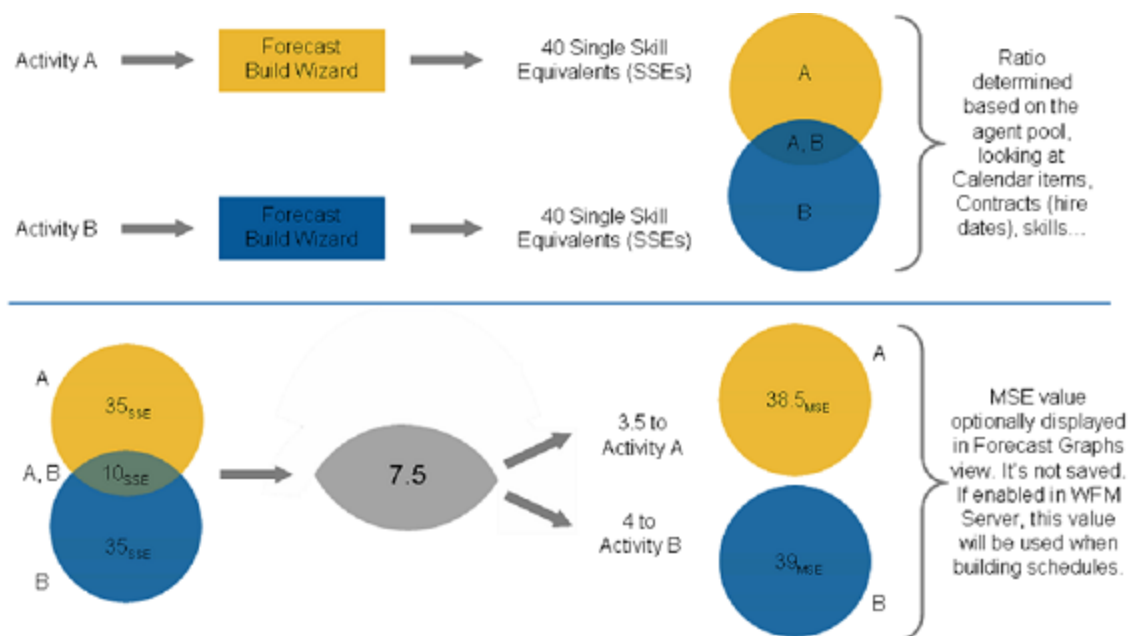 Activity A
Forecast
Build Wizard
40 Single Skill
Equivalents (SSEs)
A
A, B
B
Activity B
Forecast
Build Wizard
40 Single Skill
Equivalents (SSEs)
Ratio
determined
based on the
agent pool,
looking at
Calendar items,
Contracts (hire
dates), skills...
A
35SSE
A, B
10SSE
35SSE
B
7.5
3.5 to
Activity A
4 to
Activity B
38.5MSE
A
39MSE
B
MSE value
optionally displayed
in Forecast Graphs
view. It's not saved.
If enabled in WFM
Server, this value
will be used when
building schedules.